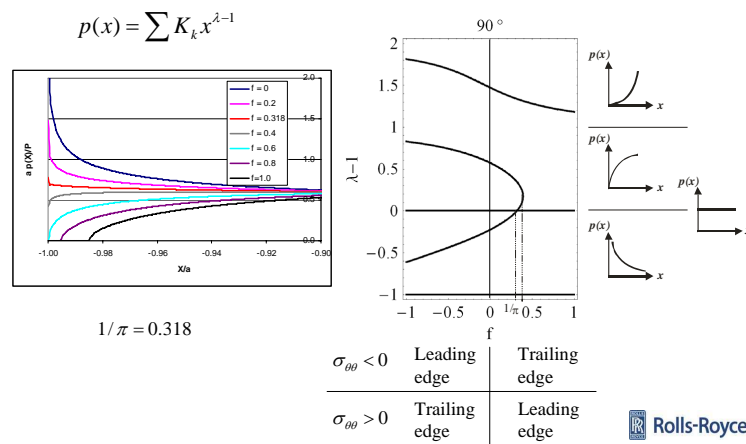 p(x) = ∑ K_k x^{λ−1}
2.0
1.5
1.0
0.5
0.0
-1.00 -0.98 -0.96 -0.94 -0.92 -0.90
X/a
a p(X)/P
f = 0
f = 0.2
f = 0.318
f = 0.4
f = 0.6
f = 0.8
f=1.0
1/π = 0.318
90°
2
1.5
1
0.5
0
−0.5
−1
λ−1
−1 −0.5 0 1/π 0.5 1
f
p(x)
x
p(x)
x
p(x)
x
p(x)
σ_θθ <0 Leading edge Trailing edge
σ_θθ >0 Trailing edge Leading edge
Rolls-Royce